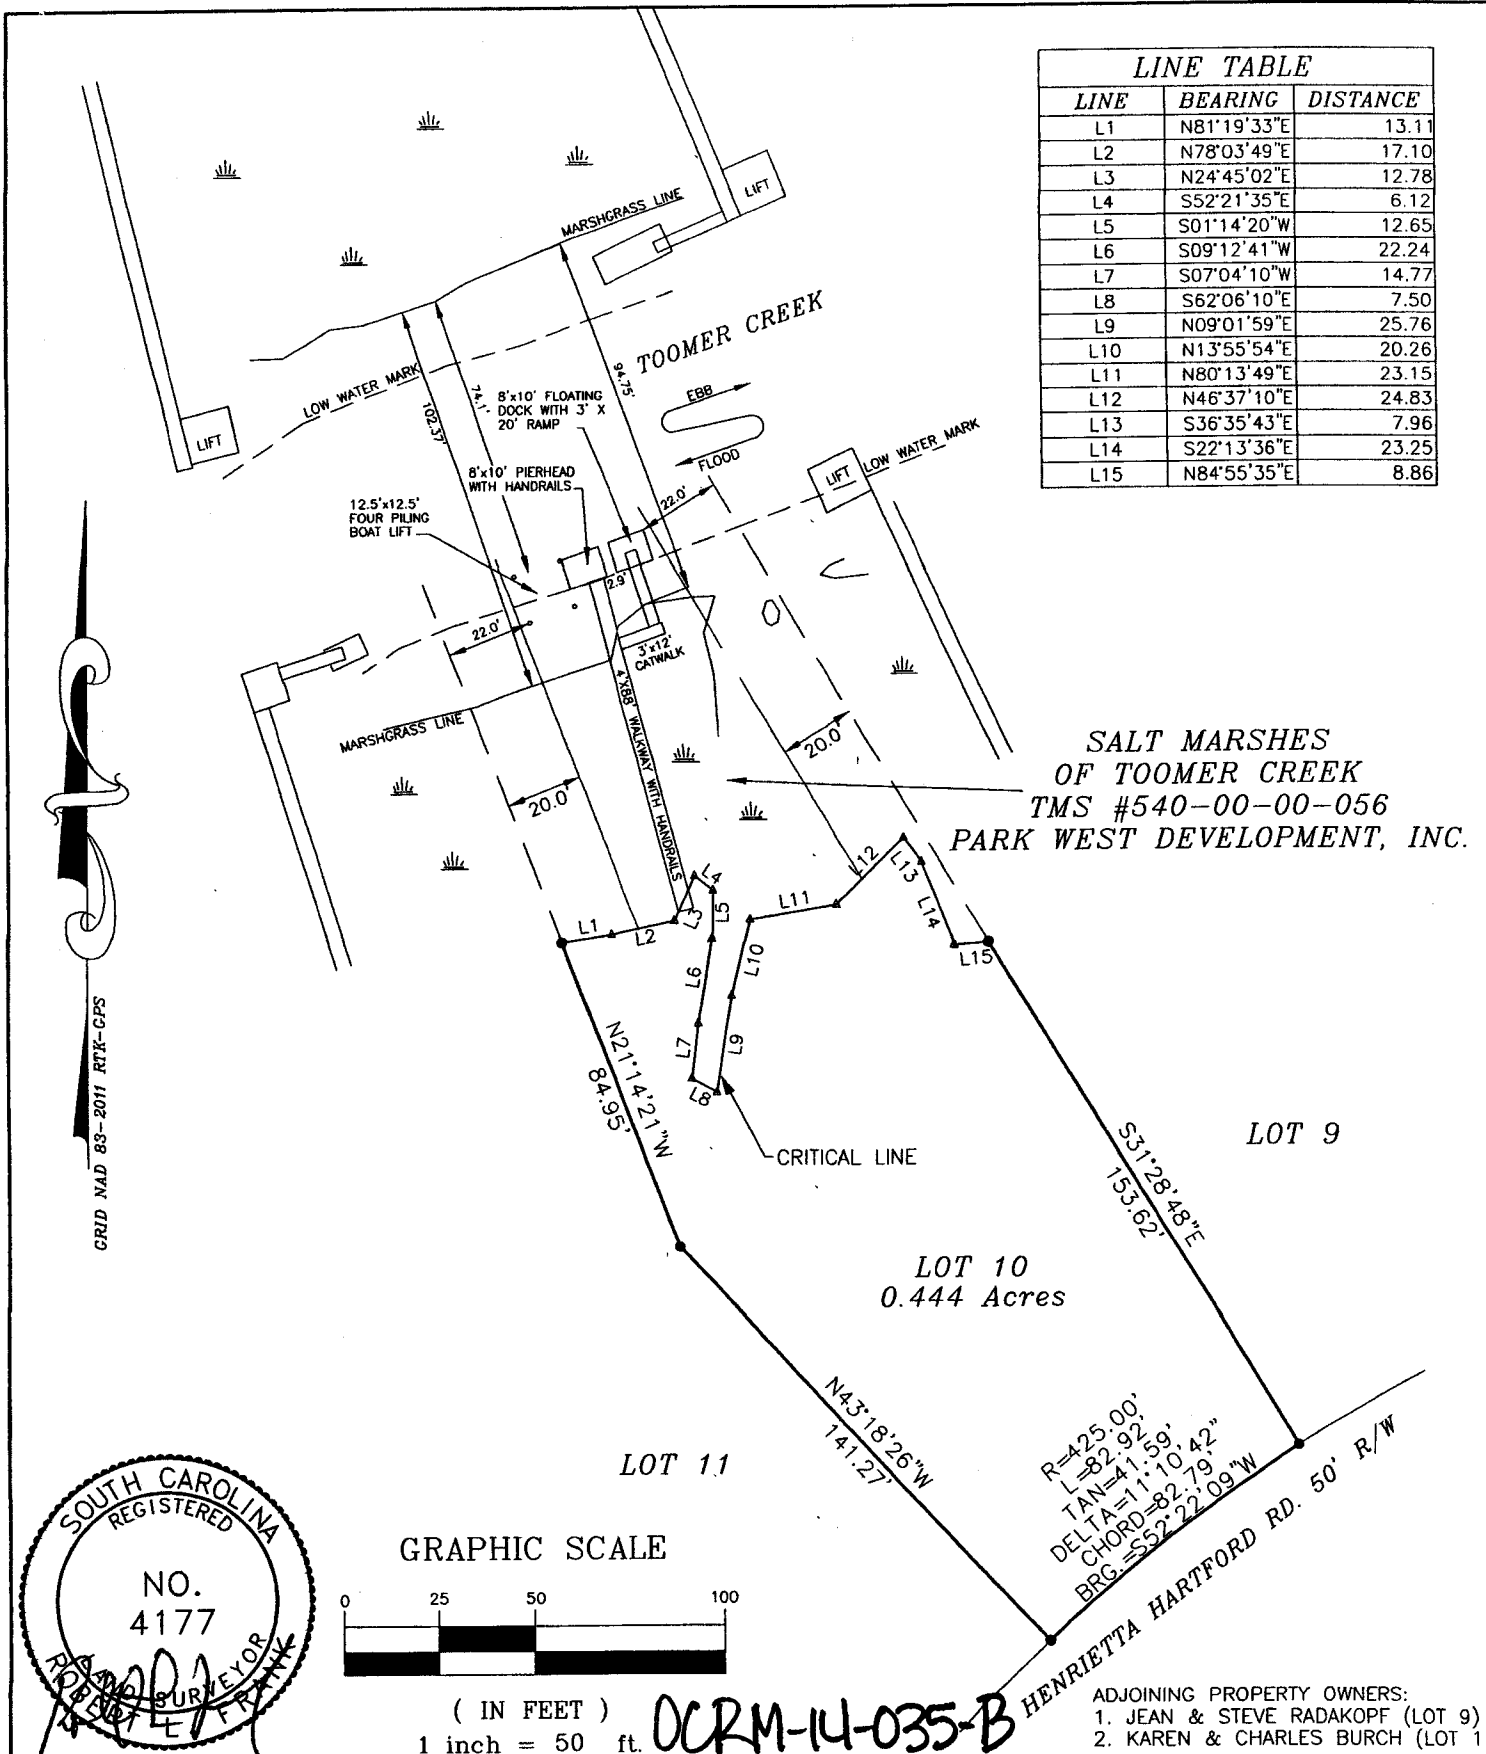 LINE TABLE
LINE BEARING DISTANCE
L1 N81°19'33"E 13.11
L2 N78°03'49"E 17.10
L3 N24°45'02"E 12.78
L4 S52°21'35"E 6.12
L5 S01°14'20"W 12.65
L6 S09°12'41"W 22.24
L7 S07°04'10"W 14.77
L8 S62°06'10"E 7.50
L9 N09°01'59"E 25.76
L10 N13°55'54"E 20.26
L11 N80°13'49"E 23.15
L12 N46°37'10"E 24.83
L13 S36°35'43"E 7.96
L14 S22°13'36"E 23.25
L15 N84°55'35"E 8.86
LIFT
MARSHGRASS LINE
TOOMER CREEK
LOW WATER MARK
LIFT
94.75'
74.1'
102.37'
8'x10' FLOATING
DOCK WITH 3' X
20' RAMP
EBB
FLOOD
8'x10' PIERHEAD
WITH HANDRAILS
LIFT
LOW WATER MARK
12.5'x12.5'
FOUR PILING
BOAT LIFT
22.0'
2.9'
22.0'
3'x12'
CATWALK
4'X88' WALKWAY WITH HANDRAILS
MARSHGRASS LINE
20.0'
20.0'
SALT MARSHES
OF TOOMER CREEK
TMS #540-00-00-056
PARK WEST DEVELOPMENT, INC.
L1
L2
L3
L4
L5
L6
L7
L8
L9
L10
L11
L12
L13
L14
L15
GRID NAD 83-2011 RTK-GPS
N21°14'21"W
84.95'
CRITICAL LINE
S31°28'48"E
153.62'
LOT 9
LOT 10
0.444 Acres
N43°18'26"W
141.27'
LOT 11
R=425.00'
L=82.92'
TAN=41.59'
DELTA=11°10'42"
CHORD=82.79'
BRG.=S52°22'09"W
HENRIETTA HARTFORD RD. 50' R/W
SOUTH CAROLINA
REGISTERED
NO.
4177
LAND SURVEYOR
ROBERT L. FRANK
GRAPHIC SCALE
0 25 50 100
( IN FEET )
1 inch = 50 ft.
OCRM-14-035-B
ADJOINING PROPERTY OWNERS:
1. JEAN & STEVE RADAKOPF (LOT 9)
2. KAREN & CHARLES BURCH (LOT 1